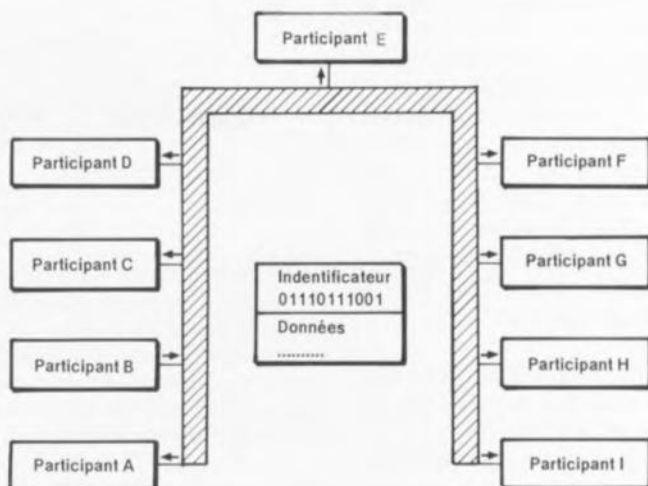 Participant E
Participant D
Participant F
Participant C
Participant G
Indentificateur
01110111001
Données
..........
Participant B
Participant H
Participant A
Participant I